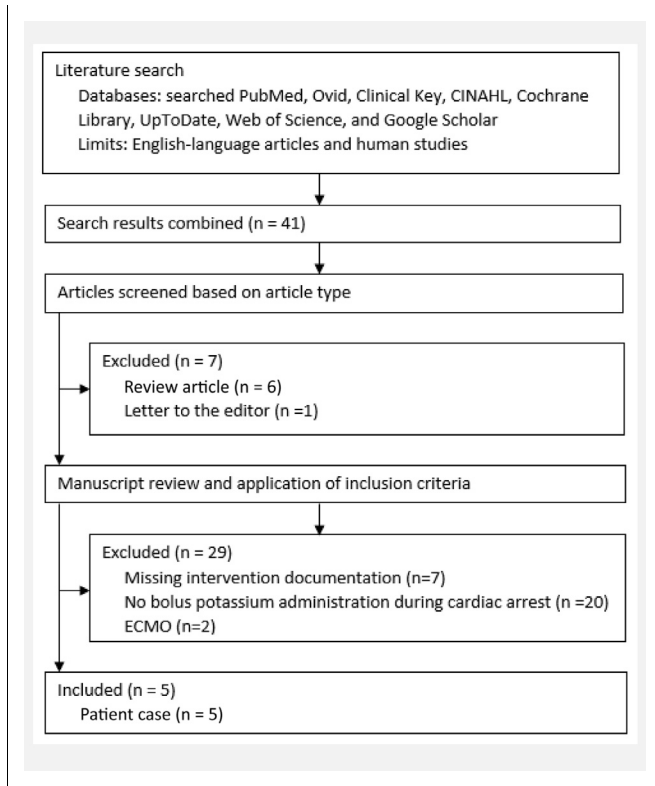 Literature search
Databases: searched PubMed, Ovid, Clinical Key, CINAHL, Cochrane
Library, UpToDate, Web of Science, and Google Scholar
Limits: English-language articles and human studies
Search results combined (n = 41)
Articles screened based on article type
Excluded (n = 7)
Review article (n = 6)
Letter to the editor (n =1)
Manuscript review and application of inclusion criteria
Excluded (n = 29)
Missing intervention documentation (n=7)
No bolus potassium administration during cardiac arrest (n =20)
ECMO (n=2)
Included (n = 5)
Patient case (n = 5)